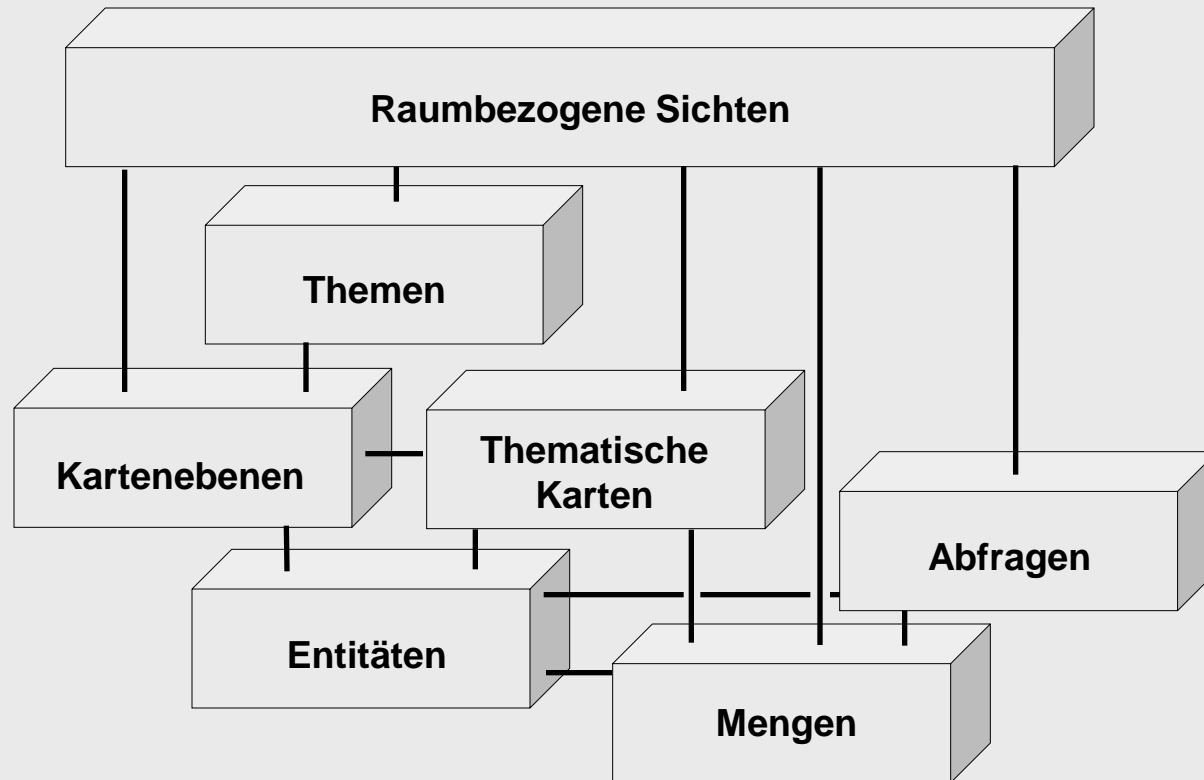 Raumbezogene Sichten
Themen
Kartenebenen
Thematische
Karten
Abfragen
Entitäten
Mengen